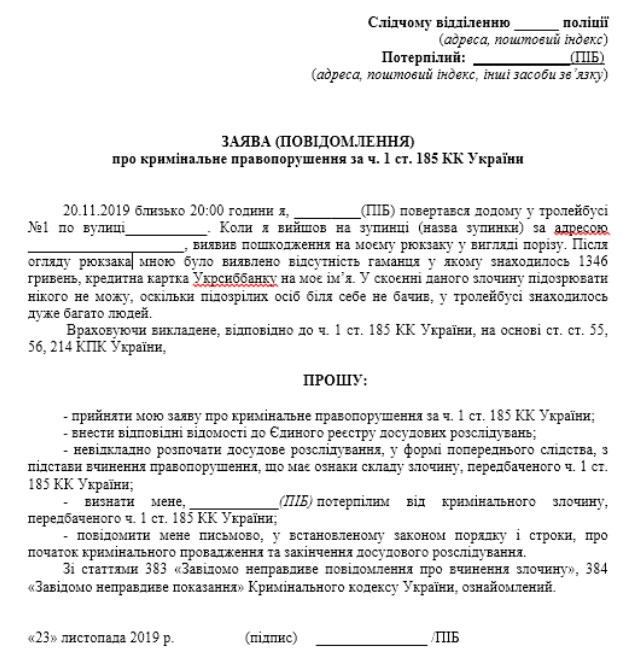 Слідчому відділенню ______ поліції
(адреса, поштовий індекс)
Потерпілий: ____________(ПІБ)
(адреса, поштовий індекс, інші засоби зв’язку)
ЗАЯВА (ПОВІДОМЛЕННЯ)
про кримінальне правопорушення за ч. 1 ст. 185 КК України
20.11.2019 близько 20:00 години я, _________(ПІБ) повертався додому у тролейбусі
№1 по вулиці___________. Коли я вийшов на зупинці (назва зупинки) за адресою
_____________________, виявив пошкодження на моєму рюкзаку у вигляді порізу. Після
огляду рюкзака мною було виявлено відсутність гаманця у якому знаходилось 1346
гривень, кредитна картка Укрсиббанку на моє ім’я. У скоєнні даного злочину підозрювати
нікого не можу, оскільки підозрілих осіб біля себе не бачив, у тролейбусі знаходилось
дуже багато людей.
Враховуючи викладене, відповідно до ч. 1 ст. 185 КК України, на основі ст. ст. 55,
56, 214 КПК України,
ПРОШУ:
- прийняти мою заяву про кримінальне правопорушення за ч. 1 ст. 185 КК України;
- внести відповідні відомості до Єдиного реєстру досудових розслідувань;
- невідкладно розпочати досудове розслідування, у формі попереднього слідства, з
підстави вчинення правопорушення, що має ознаки складу злочину, передбаченого ч. 1 ст.
185 КК України;
- визнати мене, ____________(ПІБ) потерпілим від кримінального злочину,
передбаченого ч. 1 ст. 185 КК України;
- повідомити мене письмово, у встановленому законом порядку і строки, про
початок кримінального провадження та закінчення досудового розслідування.
Зі статтями 383 «Завідомо неправдиве повідомлення про вчинення злочину», 384
«Завідомо неправдиве показання» Кримінального кодексу України, ознайомлений.
«23» листопада 2019 р. (підпис) _______________ /ПІБ